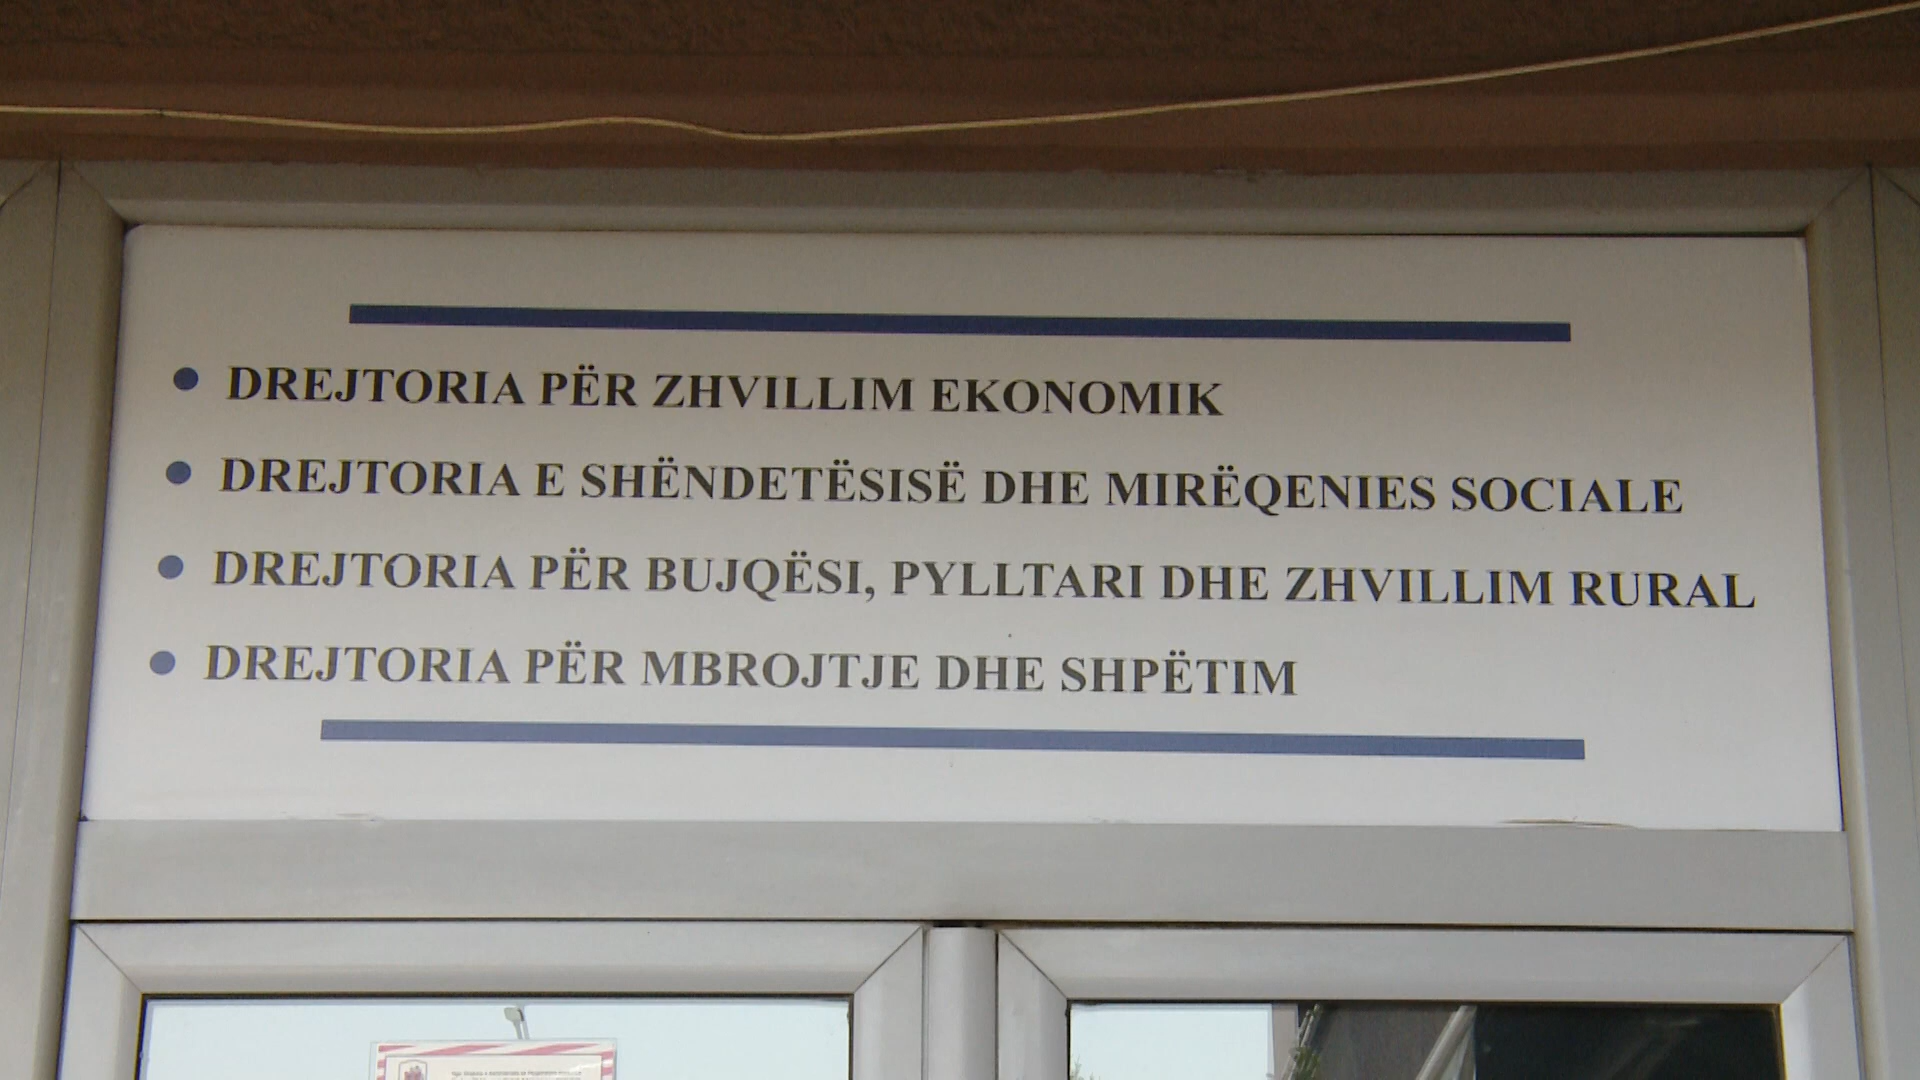 DREJTORIA PËR ZHVILLIM EKONOMIK
DREJTORIA E SHËNDETËSISË DHE MIRËQENIES SOCIALE
DREJTORIA PËR BUJQËSI, PYLLTARI DHE ZHVILLIM RURAL
DREJTORIA PËR MBROJTJE DHE SHPËTIM